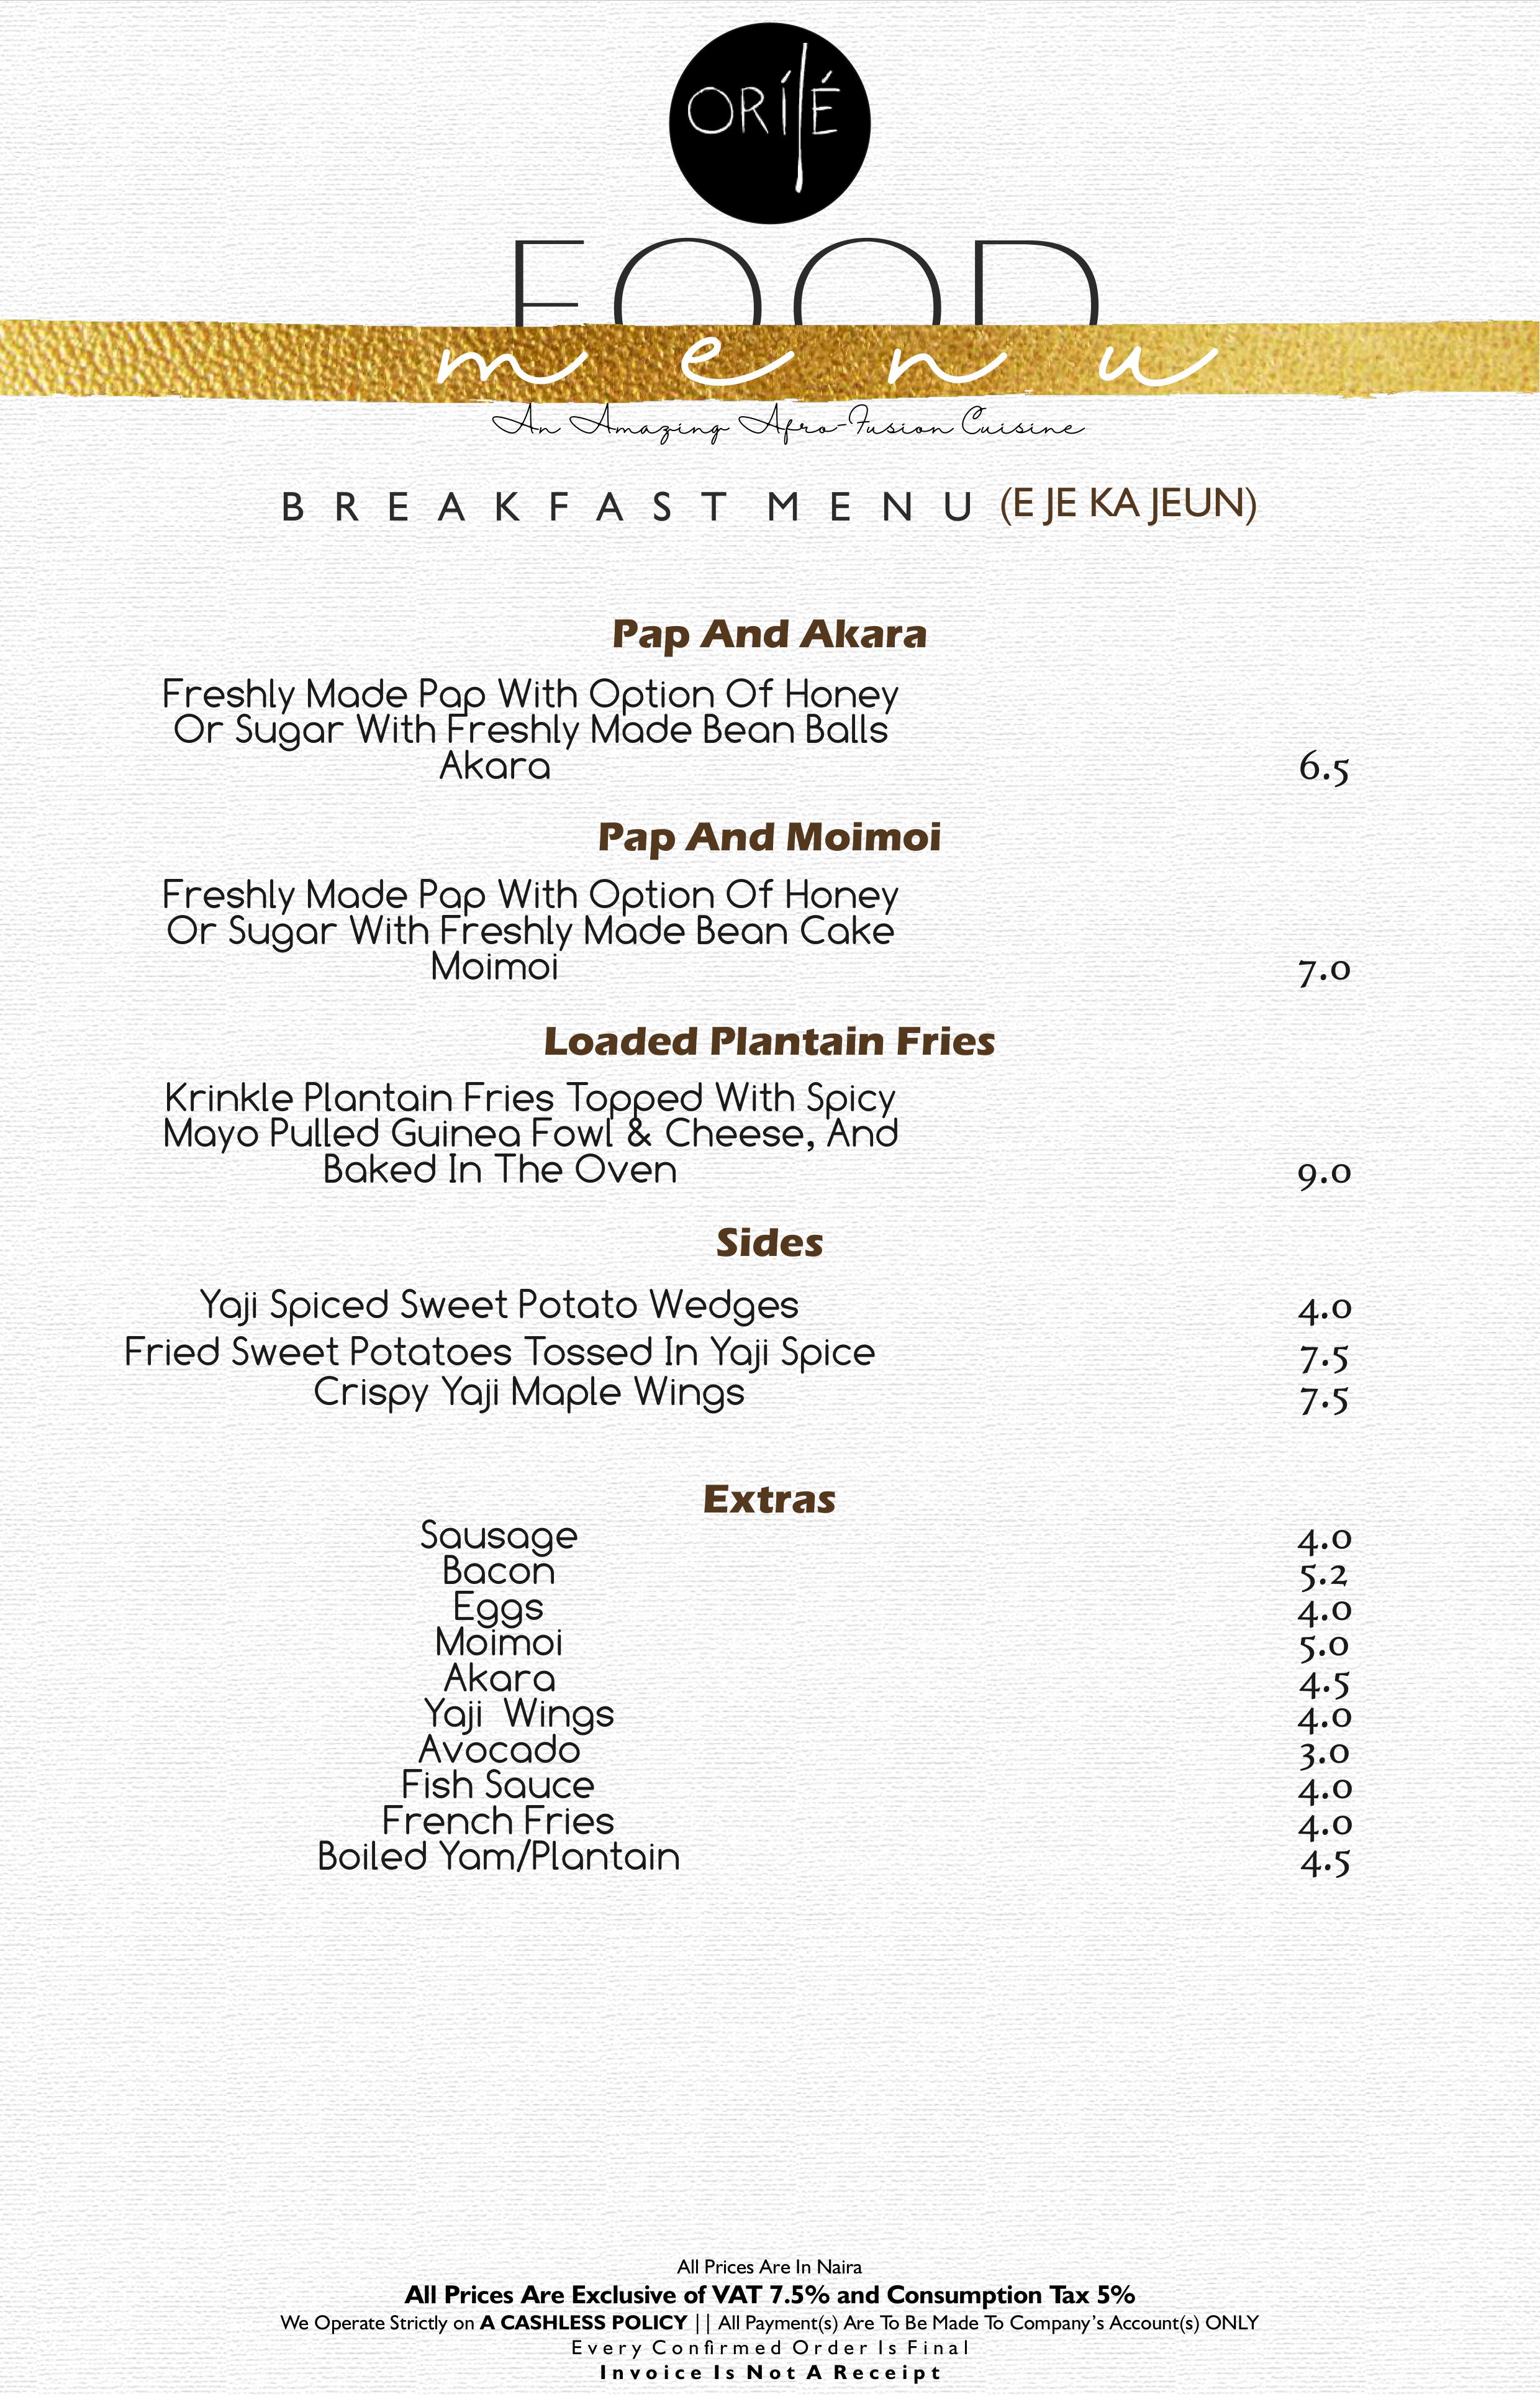 ORÍLÉ
FOOD
menu
An Amazing Afro-Fusion Cuisine
BREAKFAST MENU (E JE KA JEUN)
Pap And Akara
Freshly Made Pap With Option Of Honey
Or Sugar With Freshly Made Bean Balls
Akara 6.5
Pap And Moimoi
Freshly Made Pap With Option Of Honey
Or Sugar With Freshly Made Bean Cake
Moimoi 7.0
Loaded Plantain Fries
Krinkle Plantain Fries Topped With Spicy
Mayo Pulled Guinea Fowl & Cheese, And
Baked In The Oven 9.0
Sides
Yaji Spiced Sweet Potato Wedges 4.0
Fried Sweet Potatoes Tossed In Yaji Spice 7.5
Crispy Yaji Maple Wings 7.5
Extras
Sausage 4.0
Bacon 5.2
Eggs 4.0
Moimoi 5.0
Akara 4.5
Yaji Wings 4.0
Avocado 3.0
Fish Sauce 4.0
French Fries 4.0
Boiled Yam/Plantain 4.5
All Prices Are In Naira
All Prices Are Exclusive of VAT 7.5% and Consumption Tax 5%
We Operate Strictly on A CASHLESS POLICY || All Payment(s) Are To Be Made To Company's Account(s) ONLY
Every Confirmed Order Is Final
Invoice Is Not A Receipt